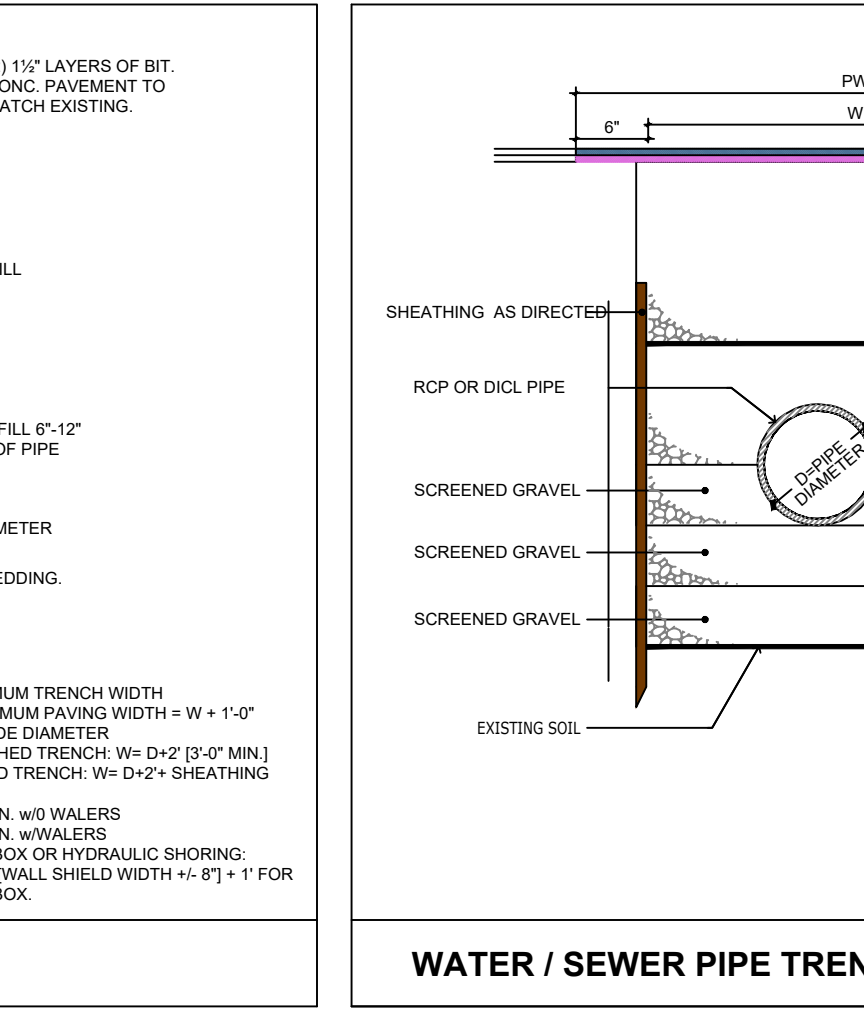 ) 1½" LAYERS OF BIT.
ONC. PAVEMENT TO
ATCH EXISTING.
ILL
FILL 6"-12"
OF PIPE
METER
EDDING.
MUM TRENCH WIDTH
MUM PAVING WIDTH = W + 1'-0"
DE DIAMETER
HED TRENCH: W= D+2' [3'-0" MIN.]
D TRENCH: W= D+2'+ SHEATHING
N. w/0 WALERS
N. w/WALERS
BOX OR HYDRAULIC SHORING:
[WALL SHIELD WIDTH +/- 8"] + 1' FOR
BOX.
PW
W
6"
SHEATHING AS DIRECTED
RCP OR DICL PIPE
D=PIPE
DIAMETER
SCREENED GRAVEL
SCREENED GRAVEL
SCREENED GRAVEL
EXISTING SOIL
WATER / SEWER PIPE TREN